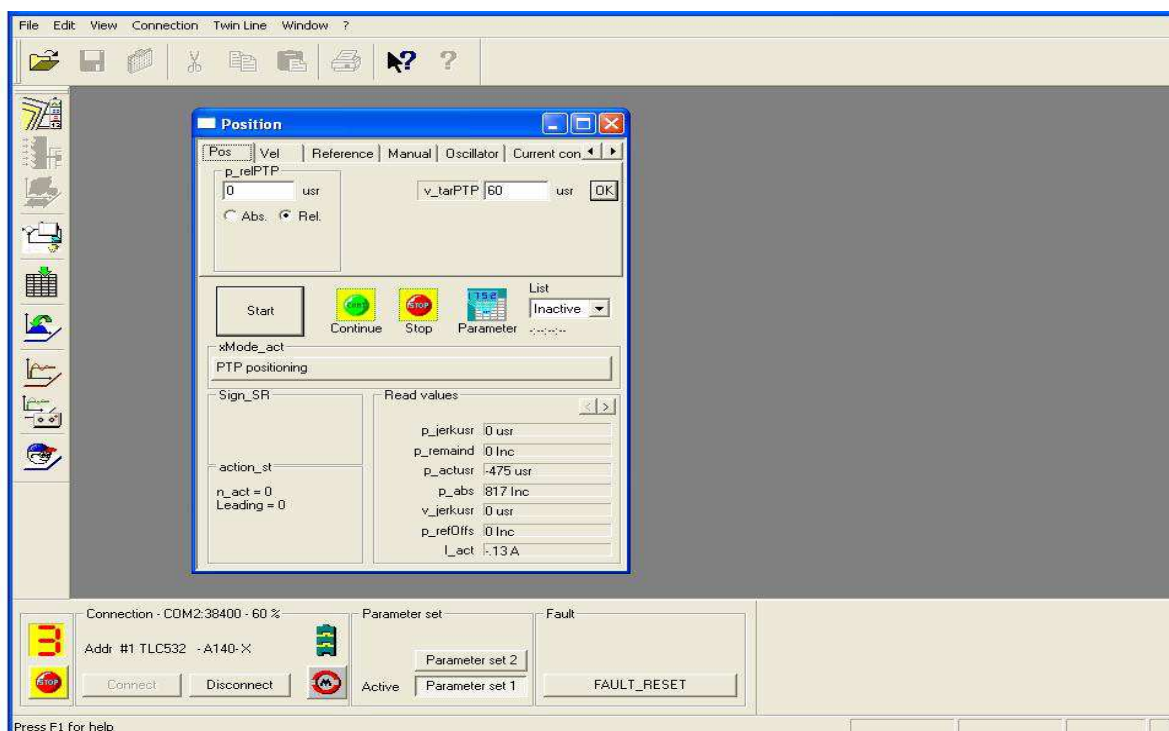 File Edit View Connection Twin Line Window ?
Position
Pos Vel Reference Manual Oscillator Current con
p_relPTP
0 usr v_tarPTP 60 usr OK
Abs. Rel.
List
Start Inactive
Continue Stop Parameter -:--:--:--
xMode_act
PTP positioning
Sign_SR Read values
< >
p_jerkusr 0 usr
p_remaind 0 Inc
action_st p_actusr -475 usr
n_act = 0 p_abs 817 Inc
Leading = 0 v_jerkusr 0 usr
p_refOffs 0 Inc
I_act -.13 A
Connection - COM2:38400 - 60 % Parameter set Fault
3
Addr #1 TLC532 - A140-X
Parameter set 2
STOP Connect Disconnect M Active Parameter set 1 FAULT_RESET
Press F1 for help